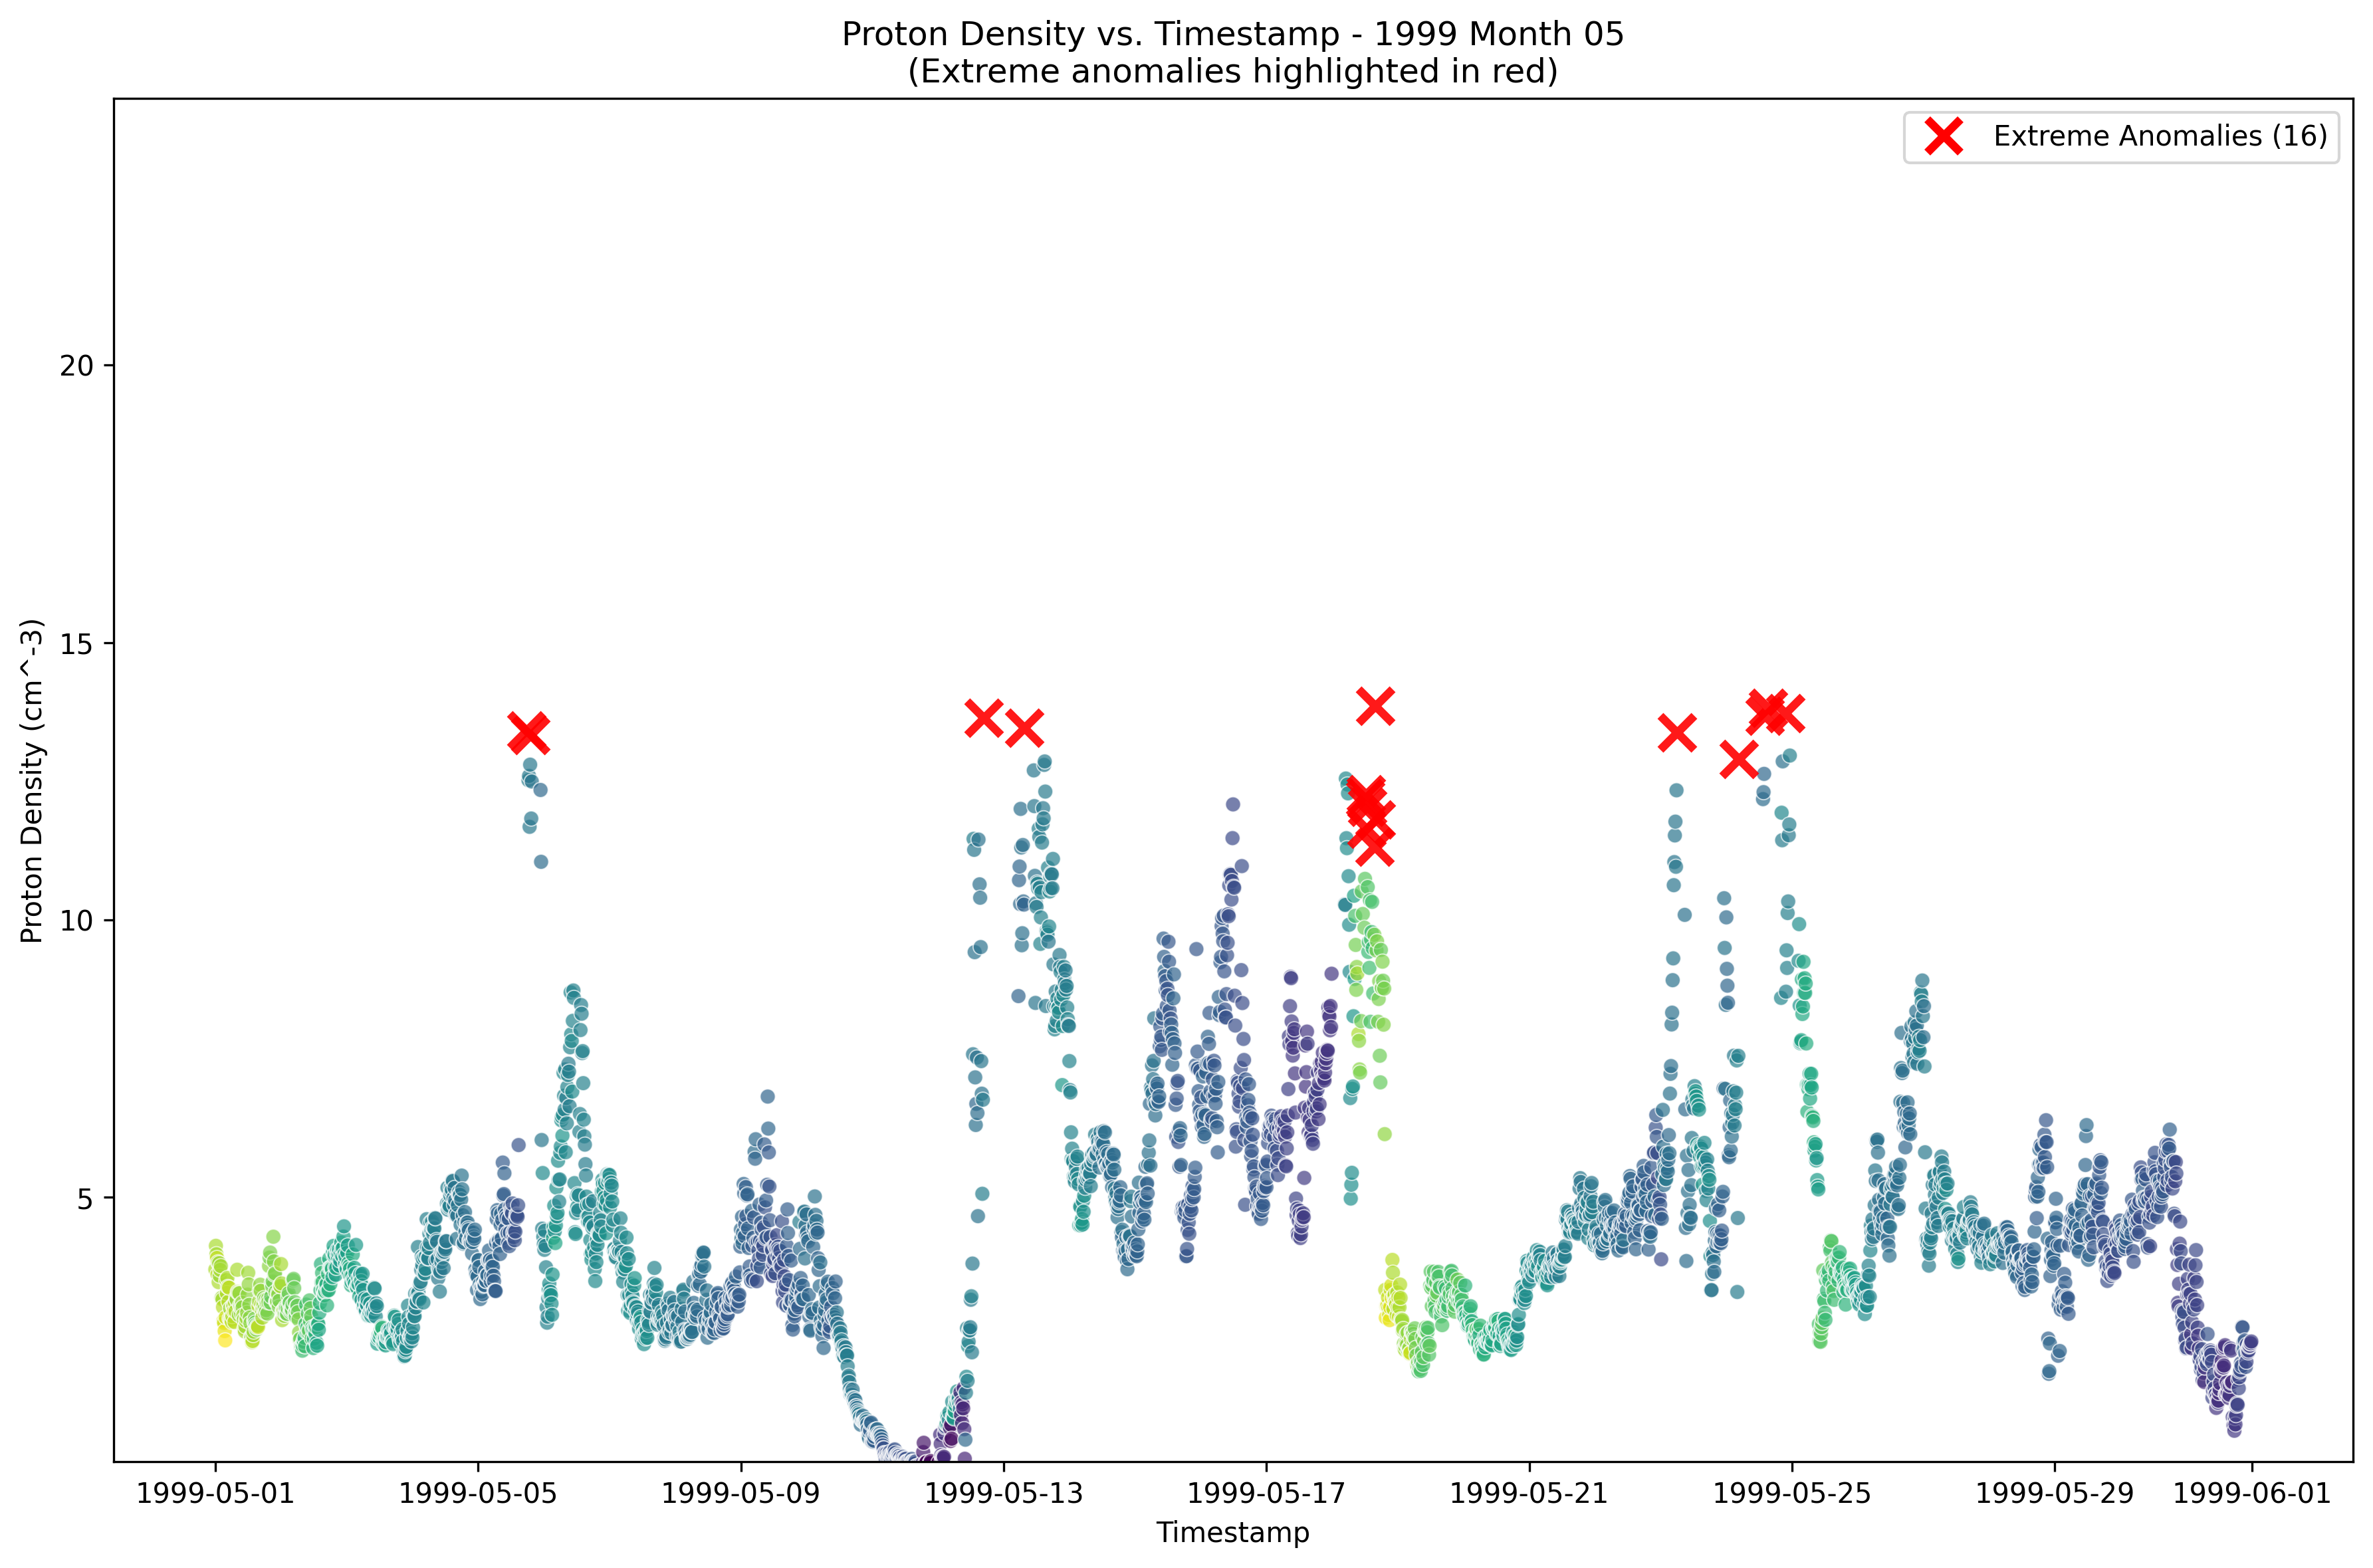 Proton Density vs. Timestamp - 1999 Month 05
(Extreme anomalies highlighted in red)
Extreme Anomalies (16)
Proton Density (cm^-3)
20
15
10
5
1999-05-01
1999-05-05
1999-05-09
1999-05-13
1999-05-17
1999-05-21
1999-05-25
1999-05-29
1999-06-01
Timestamp